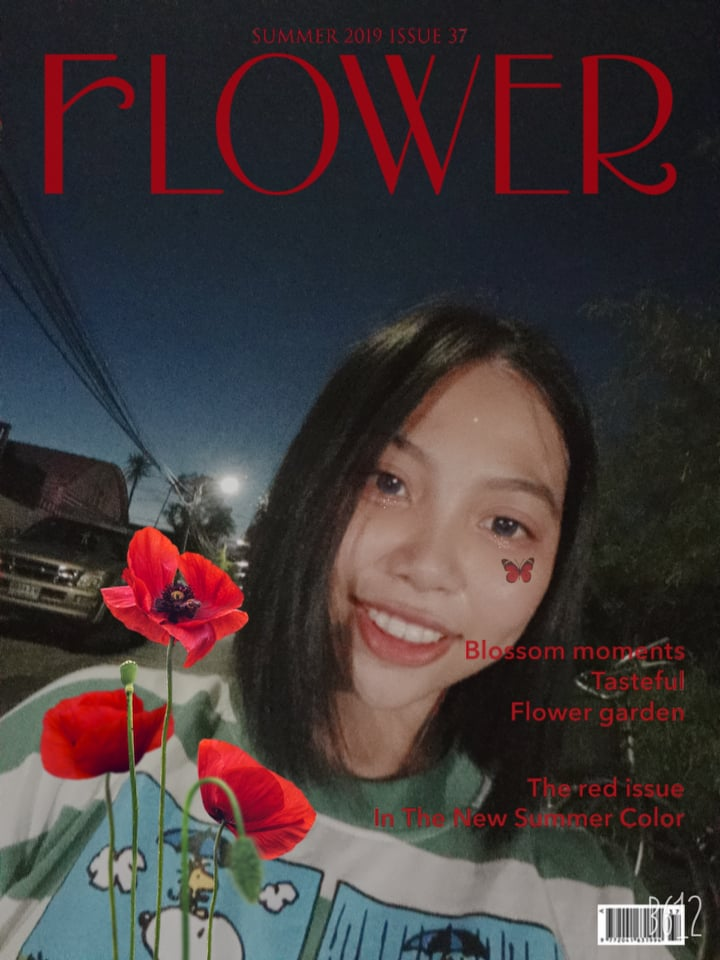 SUMMER 2019 ISSUE 37
FLOWER
Blossom moments
Tasteful
Flower garden
The red issue
In The New Summer Color
B612